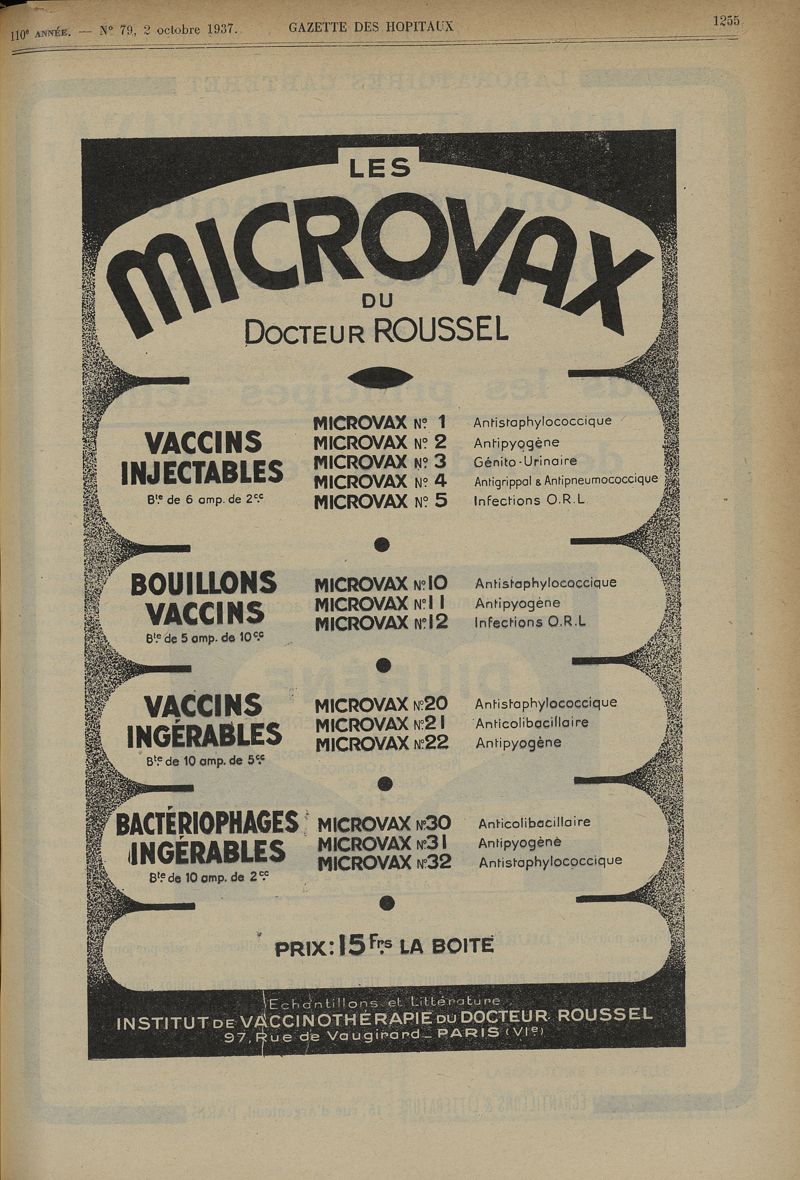 110e ANNÉE. — N° 79, 2 octobre 1937. GAZETTE DES HOPITAUX 1255
LES
MICROVAX
DU
DOCTEUR ROUSSEL
VACCINS
INJECTABLES
Bte de 6 amp. de 2cc
MICROVAX N° 1 Antistaphylococcique
MICROVAX N° 2 Antipyogène
MICROVAX N° 3 Génito-Urinaire
MICROVAX N° 4 Antigrippal & Antipneumococcique
MICROVAX N° 5 Infections O.R.L.
BOUILLONS
VACCINS
Bte de 5 amp. de 10cc
MICROVAX N°10 Antistaphylococcique
MICROVAX N°11 Antipyogène
MICROVAX N°12 Infections O.R.L
VACCINS
INGÉRABLES
Bte de 10 amp. de 5cc
MICROVAX N°20 Antistaphylococcique
MICROVAX N°21 Anticolibacillaire
MICROVAX N°22 Antipyogène
BACTÉRIOPHAGES
INGÉRABLES
Bte de 10 amp. de 2cc
MICROVAX N°30 Anticolibacillaire
MICROVAX N°31 Antipyogène
MICROVAX N°32 Antistaphylococcique
PRIX: 15 Frs LA BOITE
Echantillons et Littérature
INSTITUT DE VACCINOTHÉRAPIE DU DOCTEUR ROUSSEL
97, Rue de Vaugirard_ PARIS (VIe)